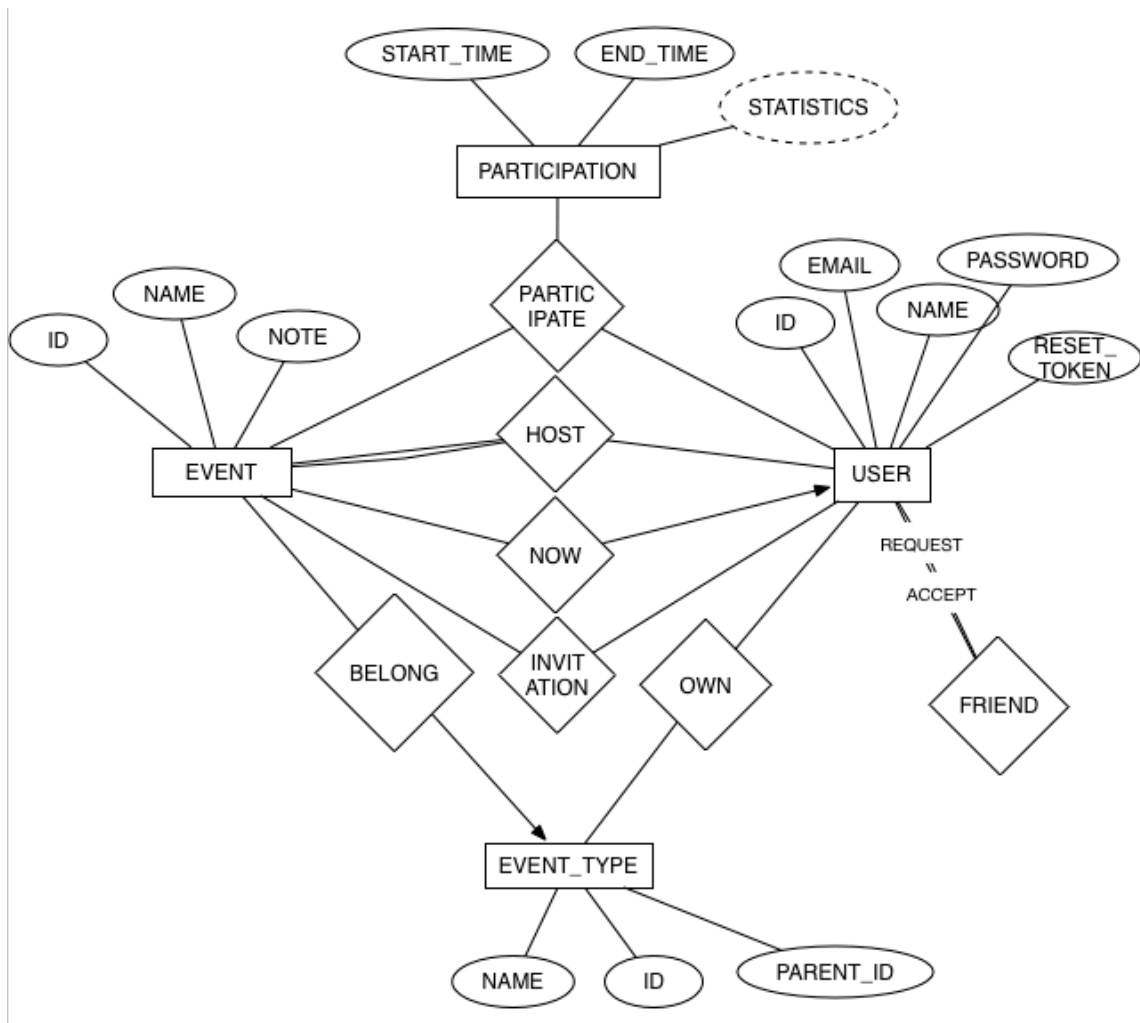 START_TIME
END_TIME
STATISTICS
PARTICIPATION
EMAIL
PASSWORD
NAME
PARTIC
IPATE
NAME
ID
ID
NOTE
RESET_
TOKEN
HOST
EVENT
USER
REQUEST
NOW
ACCEPT
BELONG
INVIT
ATION
OWN
FRIEND
EVENT_TYPE
NAME
ID
PARENT_ID